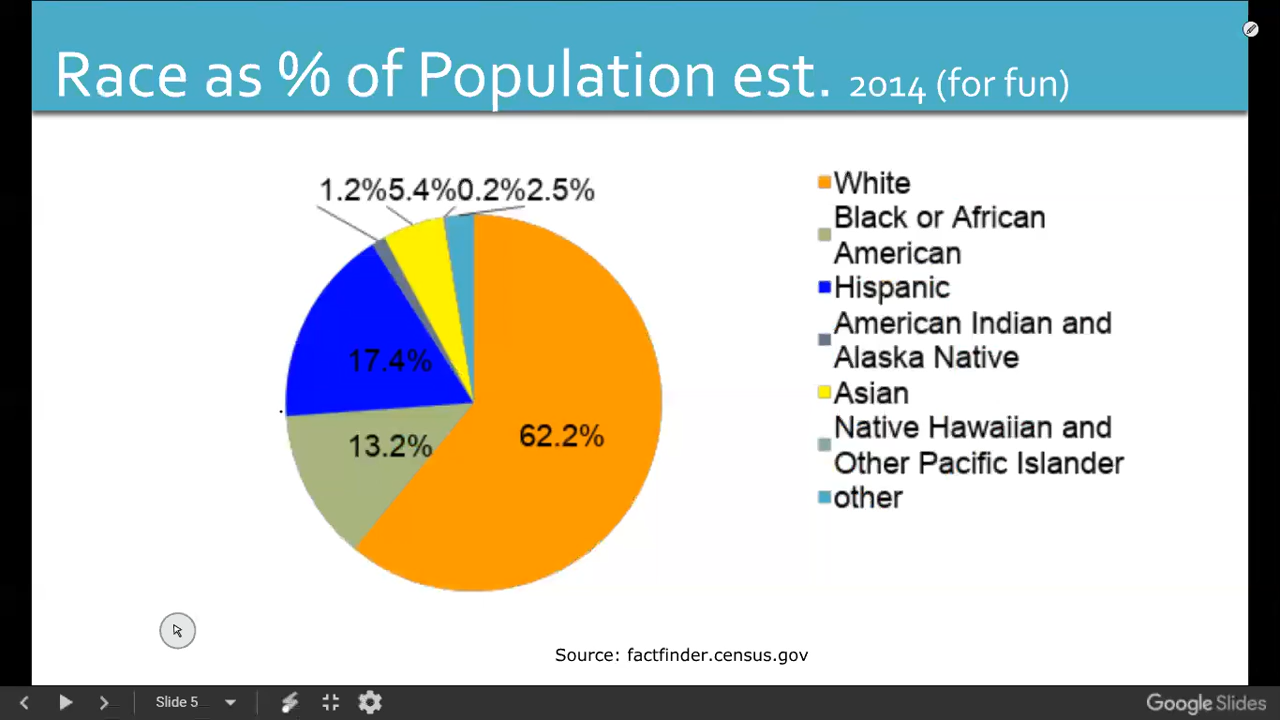 Race as % of Population est. 2014 (for fun)
1.2%5.4%0.2%2.5%
17.4%
13.2%
62.2%
White
Black or African
American
Hispanic
American Indian and
Alaska Native
Asian
Native Hawaiian and
Other Pacific Islander
other
Source: factfinder.census.gov
Slide 5
Google Slides